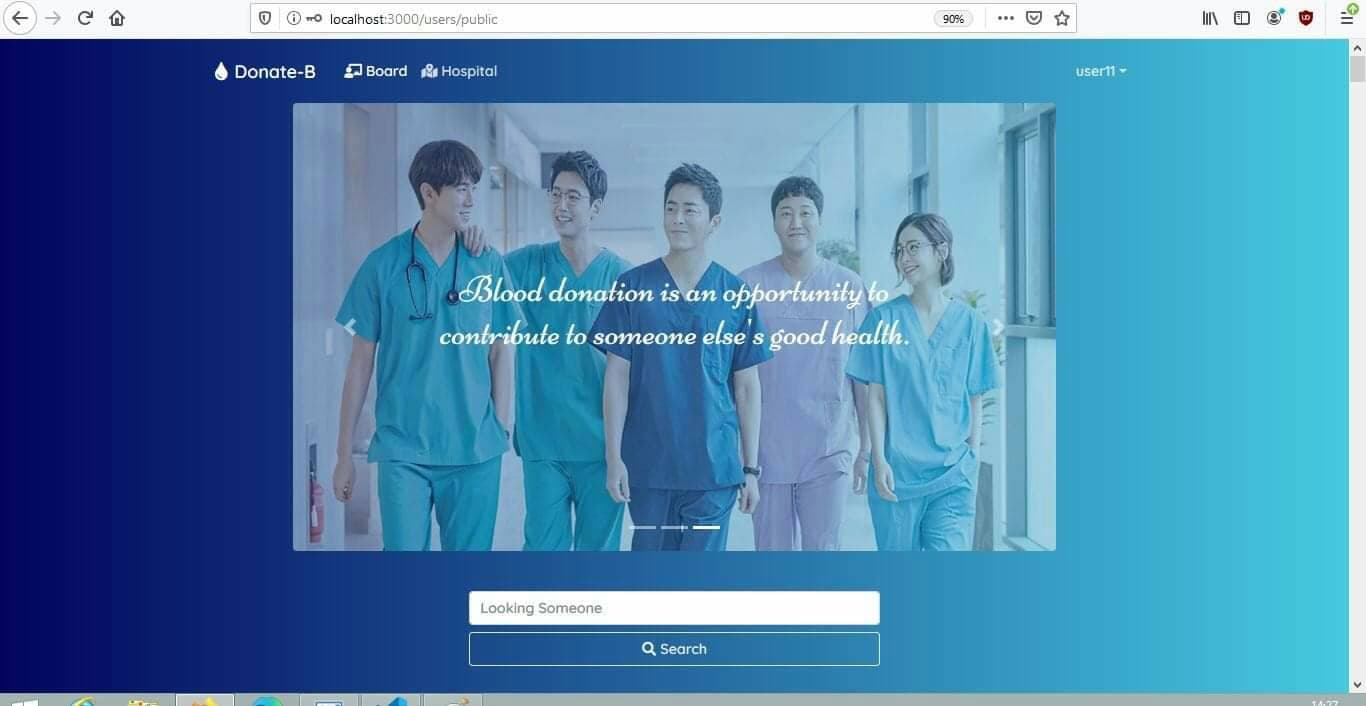 localhost:3000/users/public
90%
Donate-B
Board
Hospital
user11
Blood donation is an opportunity to
contribute to someone else's good health.
Looking Someone
Search
14:27